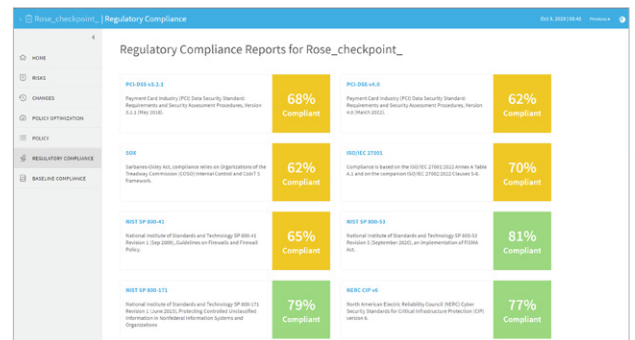 Rose_checkpoint_ | Regulatory Compliance
Regulatory Compliance Reports for Rose_checkpoint_
HOME
RISKS
CHANGES
POLICY OPTIMIZATION
POLICY
REGULATORY COMPLIANCE
BASELINE COMPLIANCE
PCI-DSS v3.2.1
Payment Card Industry (PCI) Data Security Standard:
Requirements and Security Assessment Procedures, Version
3.2.1 (May 2018).
68%
Compliant
PCI-DSS v4.0
Payment Card Industry (PCI) Data Security Standard:
Requirements and Security Assessment Procedures, Version
4.0 (March 2022).
62%
Compliant
SOX
Sarbanes-Oxley Act, compliance relies on Organizations of the
Treadway Commission (COSO) Internal Control and CobiT 5
framework.
62%
Compliant
ISO/IEC 27001
Compliance is based on the ISO/IEC 27001:2022 Annex A Table
A.1 and on the companion ISO/IEC 27002:2022 Clauses 5-8.
70%
Compliant
NIST SP 800-41
National Institute of Standards and Technology SP 800-41
Revision 1 (Sep 2009), Guidelines on Firewalls and Firewall
Policy.
65%
Compliant
NIST SP 800-53
National Institute of Standards and Technology SP 800-53
Revision 5 (September 2020), an implementation of FISMA
Act.
81%
Compliant
NIST SP 800-171
National Institute of Standards and Technology SP 800-171
Revision 1 (June 2015), Protecting Controlled Unclassified
Information in Nonfederal Information Systems and
Organizations
79%
Compliant
NERC CIP v6
North American Electric Reliability Council (NERC) Cyber
Security Standards for Critical Infrastructure Protection (CIP)
version 6.
77%
Compliant